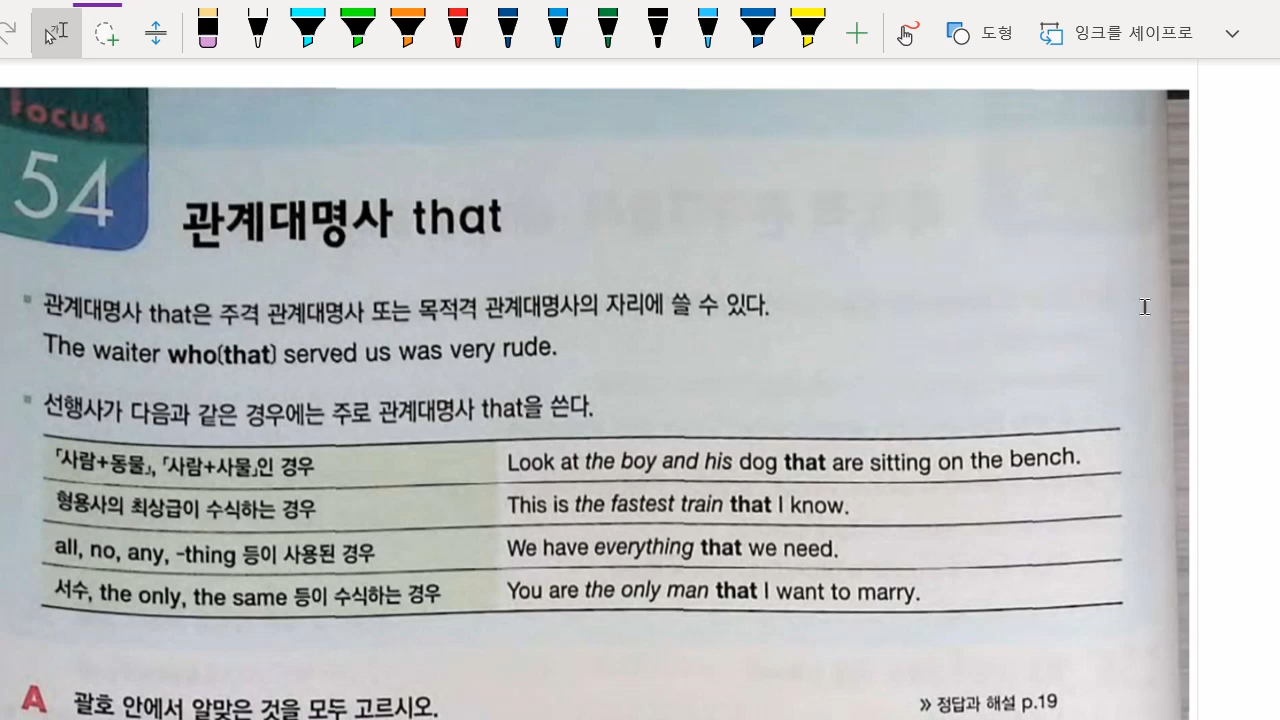 도형
잉크를 셰이프로
Focus
54
관계대명사 that
관계대명사 that은 주격 관계대명사 또는 목적격 관계대명사의 자리에 쓸 수 있다.
The waiter who(that) served us was very rude.
선행사가 다음과 같은 경우에는 주로 관계대명사 that을 쓴다.
「사람+동물」, 「사람+사물」인 경우 Look at the boy and his dog that are sitting on the bench.
형용사의 최상급이 수식하는 경우 This is the fastest train that I know.
all, no, any, -thing 등이 사용된 경우 We have everything that we need.
서수, the only, the same 등이 수식하는 경우 You are the only man that I want to marry.
A 괄호 안에서 알맞은 것을 모두 고르시오. » 정답과 해설 p.19